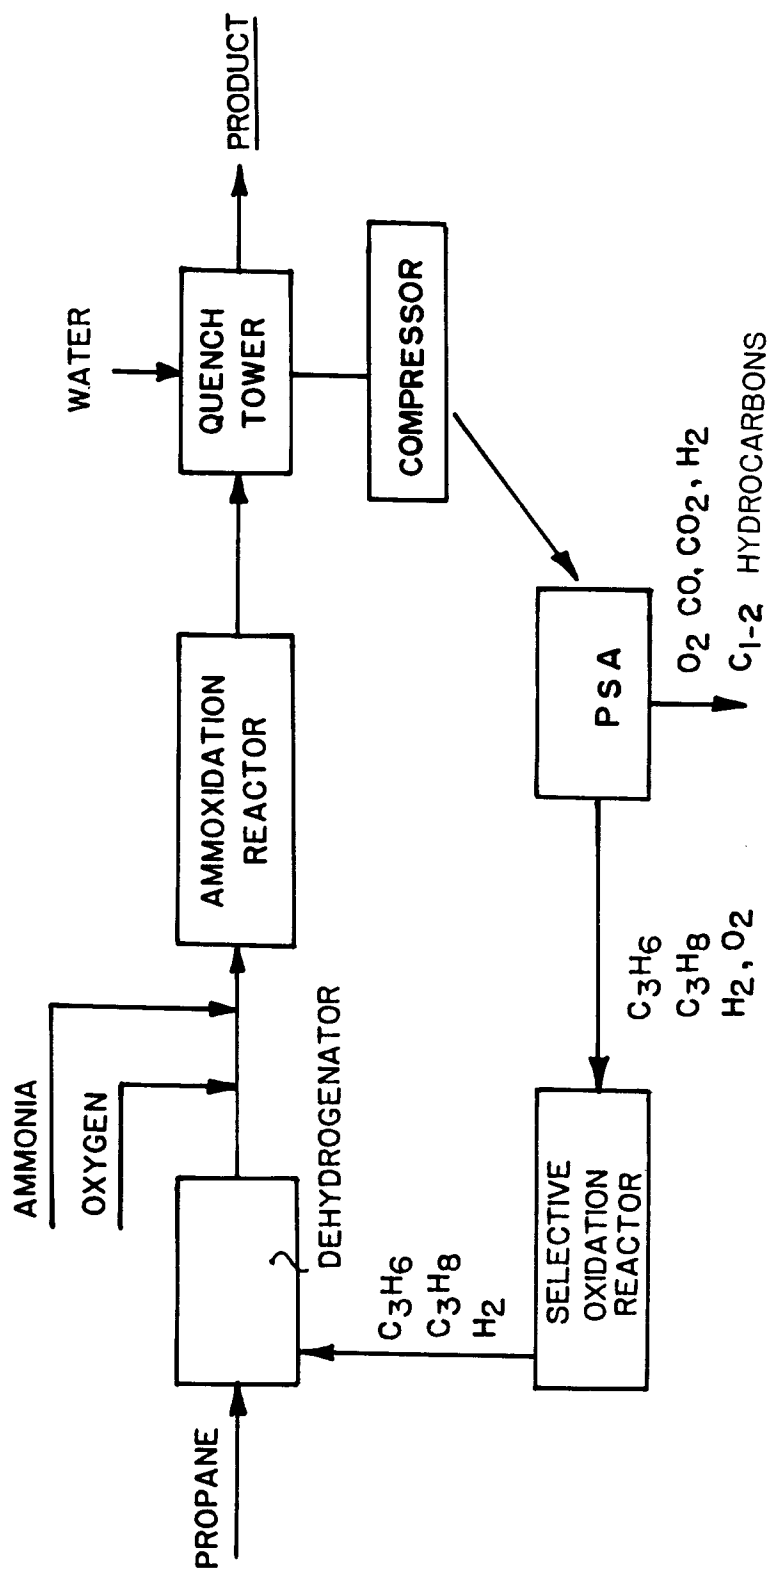 AMMONIA
OXYGEN
PROPANE
DEHYDROGENATOR
AMMOXIDATION
REACTOR
WATER
QUENCH
TOWER
PRODUCT
COMPRESSOR
PSA
O2 CO, CO2, H2
C1-2 HYDROCARBONS
C3H6
C3H8
H2, O2
SELECTIVE
OXIDATION
REACTOR
C3H6
C3H8
H2